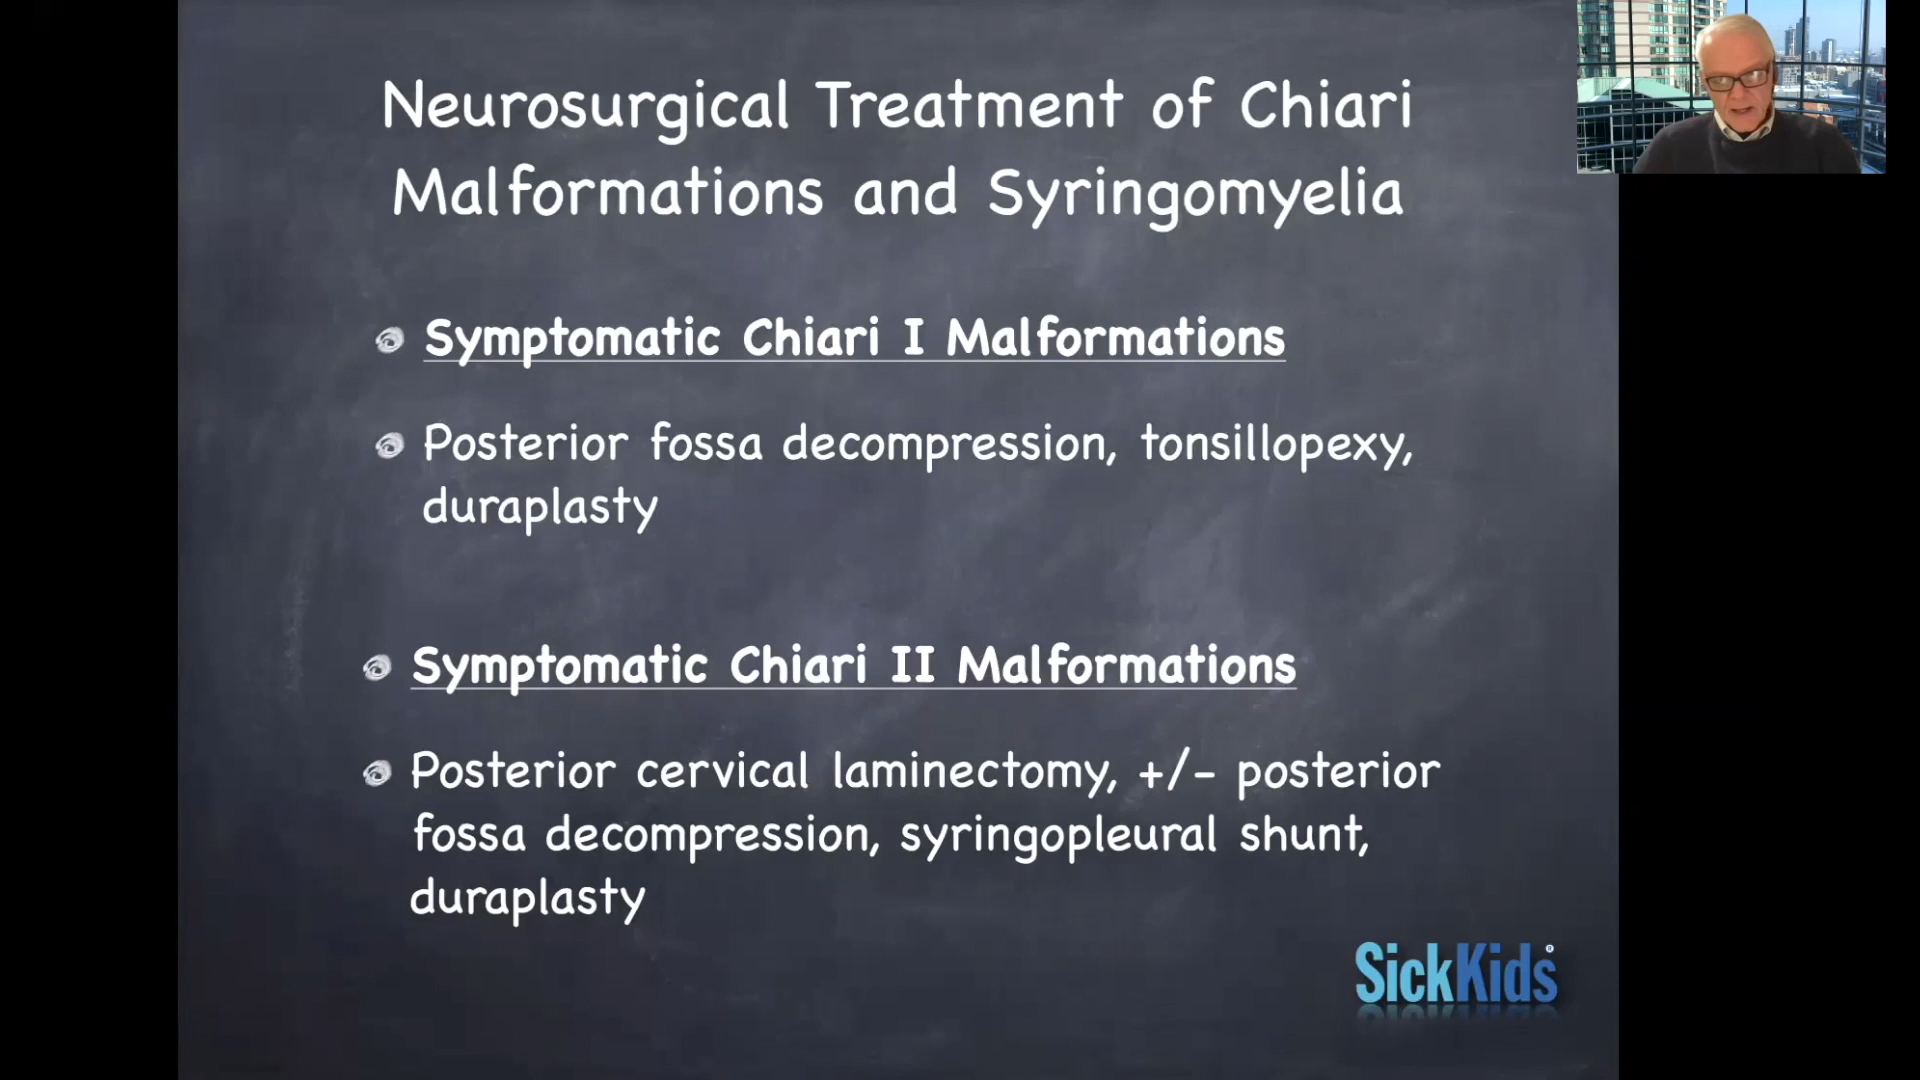 Neurosurgical Treatment of Chiari
Malformations and Syringomyelia
Symptomatic Chiari I Malformations
Posterior fossa decompression, tonsillopexy,
duraplasty
Symptomatic Chiari II Malformations
Posterior cervical laminectomy, +/- posterior
fossa decompression, syringopleural shunt,
duraplasty
SickKids®